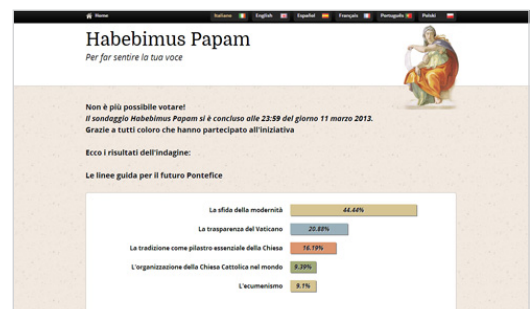 Home Italiano English Español Français Português Polski
Habebimus Papam
Per far sentire la tua voce
Non è più possibile votare!
Il sondaggio Habebimus Papam si è concluso alle 23:59 del giorno 11 marzo 2013.
Grazie a tutti coloro che hanno partecipato all'iniziativa
Ecco i risultati dell'indagine:
Le linee guida per il futuro Pontefice
La sfida della modernità 44.44%
La trasparenza del Vaticano 20.88%
La tradizione come pilastro essenziale della Chiesa 16.19%
L'organizzazione della Chiesa Cattolica nel mondo 9.39%
L'ecumenismo 9.1%